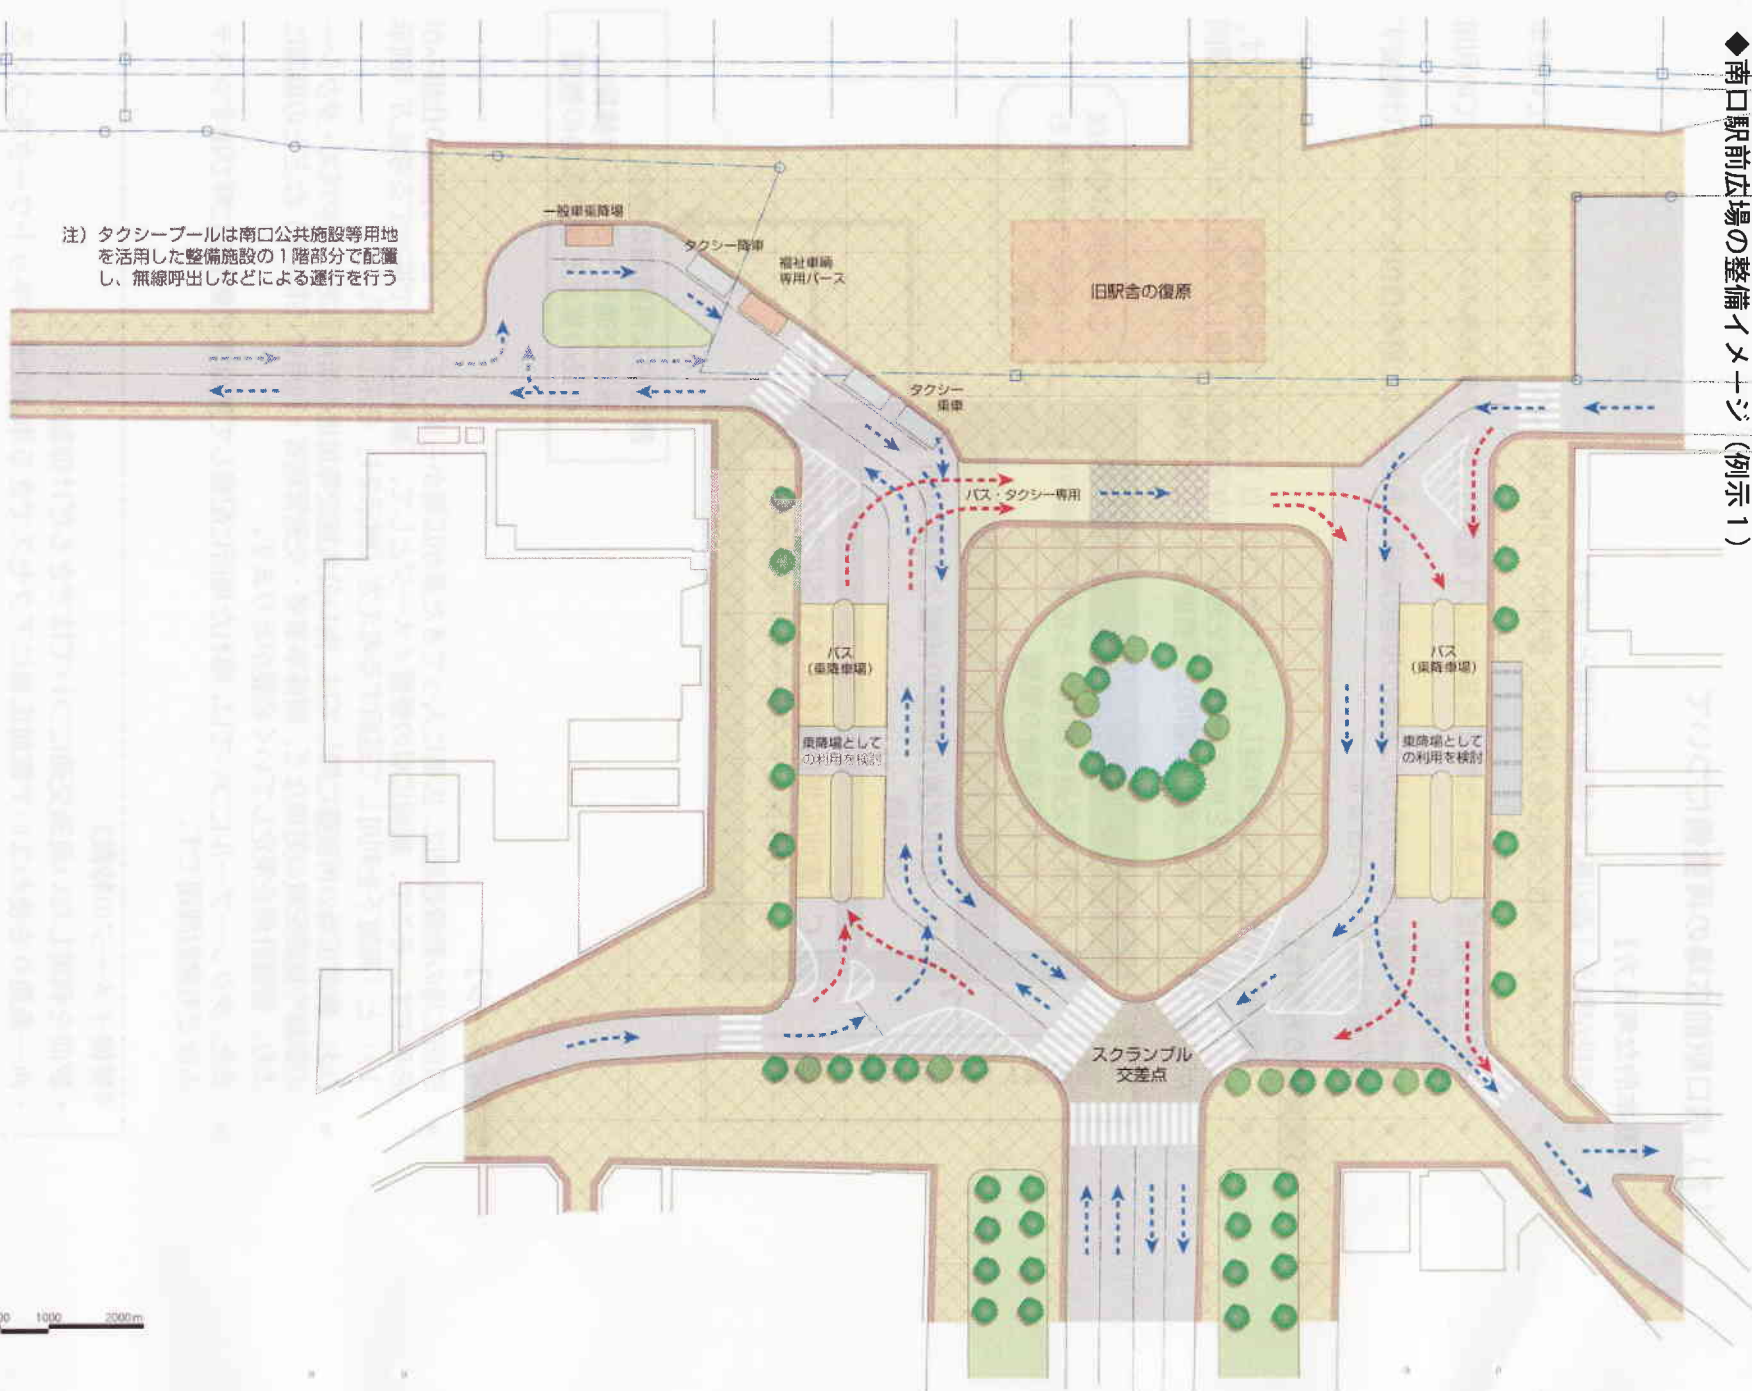 ◆南口駅前広場の整備イメージ（例示１）
注）タクシープールは南口公共施設等用地
を活用した整備施設の１階部分で配置
し、無線呼出しなどによる運行を行う
一般車乗降場
タクシー降車
福祉車輌
専用バース
旧駅舎の復原
タクシー
乗車
バス・タクシー専用
バス
（乗降車場）
乗降場として
の利用を検討
バス
（乗降車場）
乗降場として
の利用を検討
スクランブル
交差点
1000
2000m